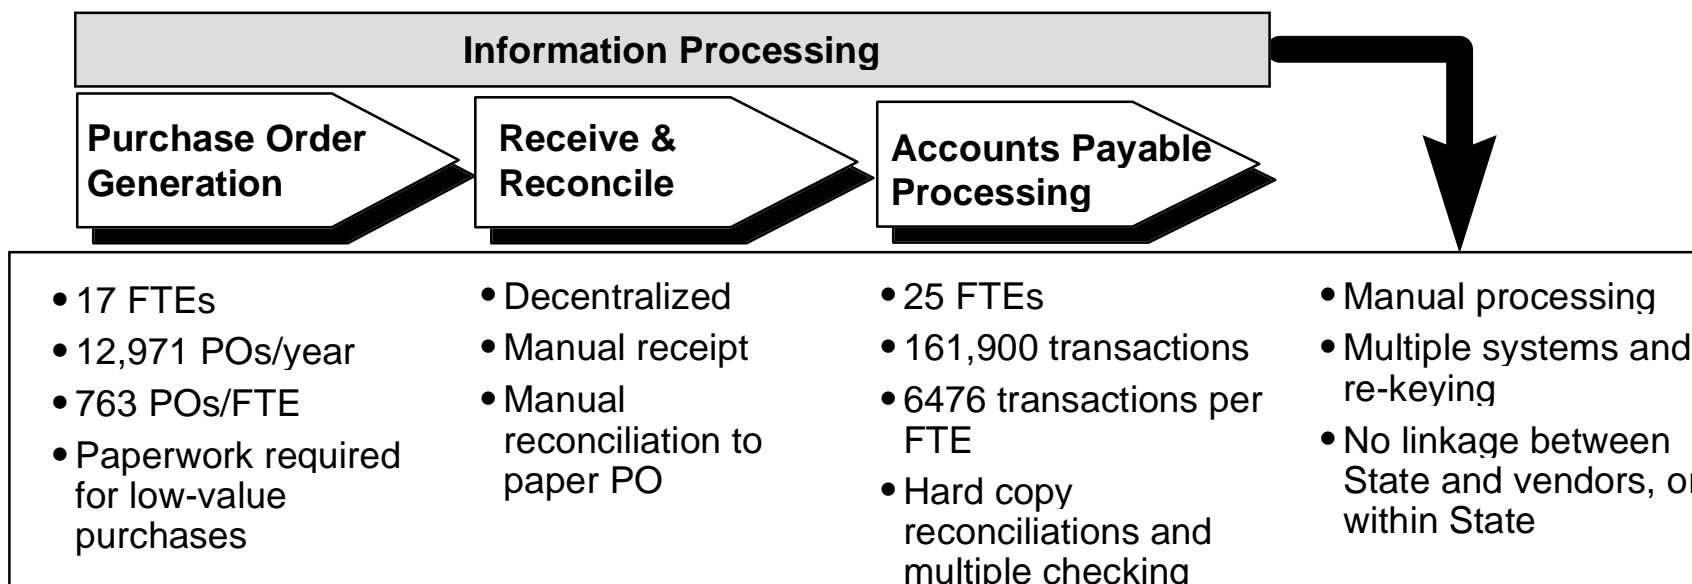 Information Processing
Purchase Order
Generation
Receive &
Reconcile
Accounts Payable
Processing
• 17 FTEs
• 12,971 POs/year
• 763 POs/FTE
• Paperwork required
for low-value
purchases
• Decentralized
• Manual receipt
• Manual
reconciliation to
paper PO
• 25 FTEs
• 161,900 transactions
• 6476 transactions per
FTE
• Hard copy
reconciliations and
multiple checking
• Manual processing
• Multiple systems and
re-keying
• No linkage between
State and vendors, or
within State